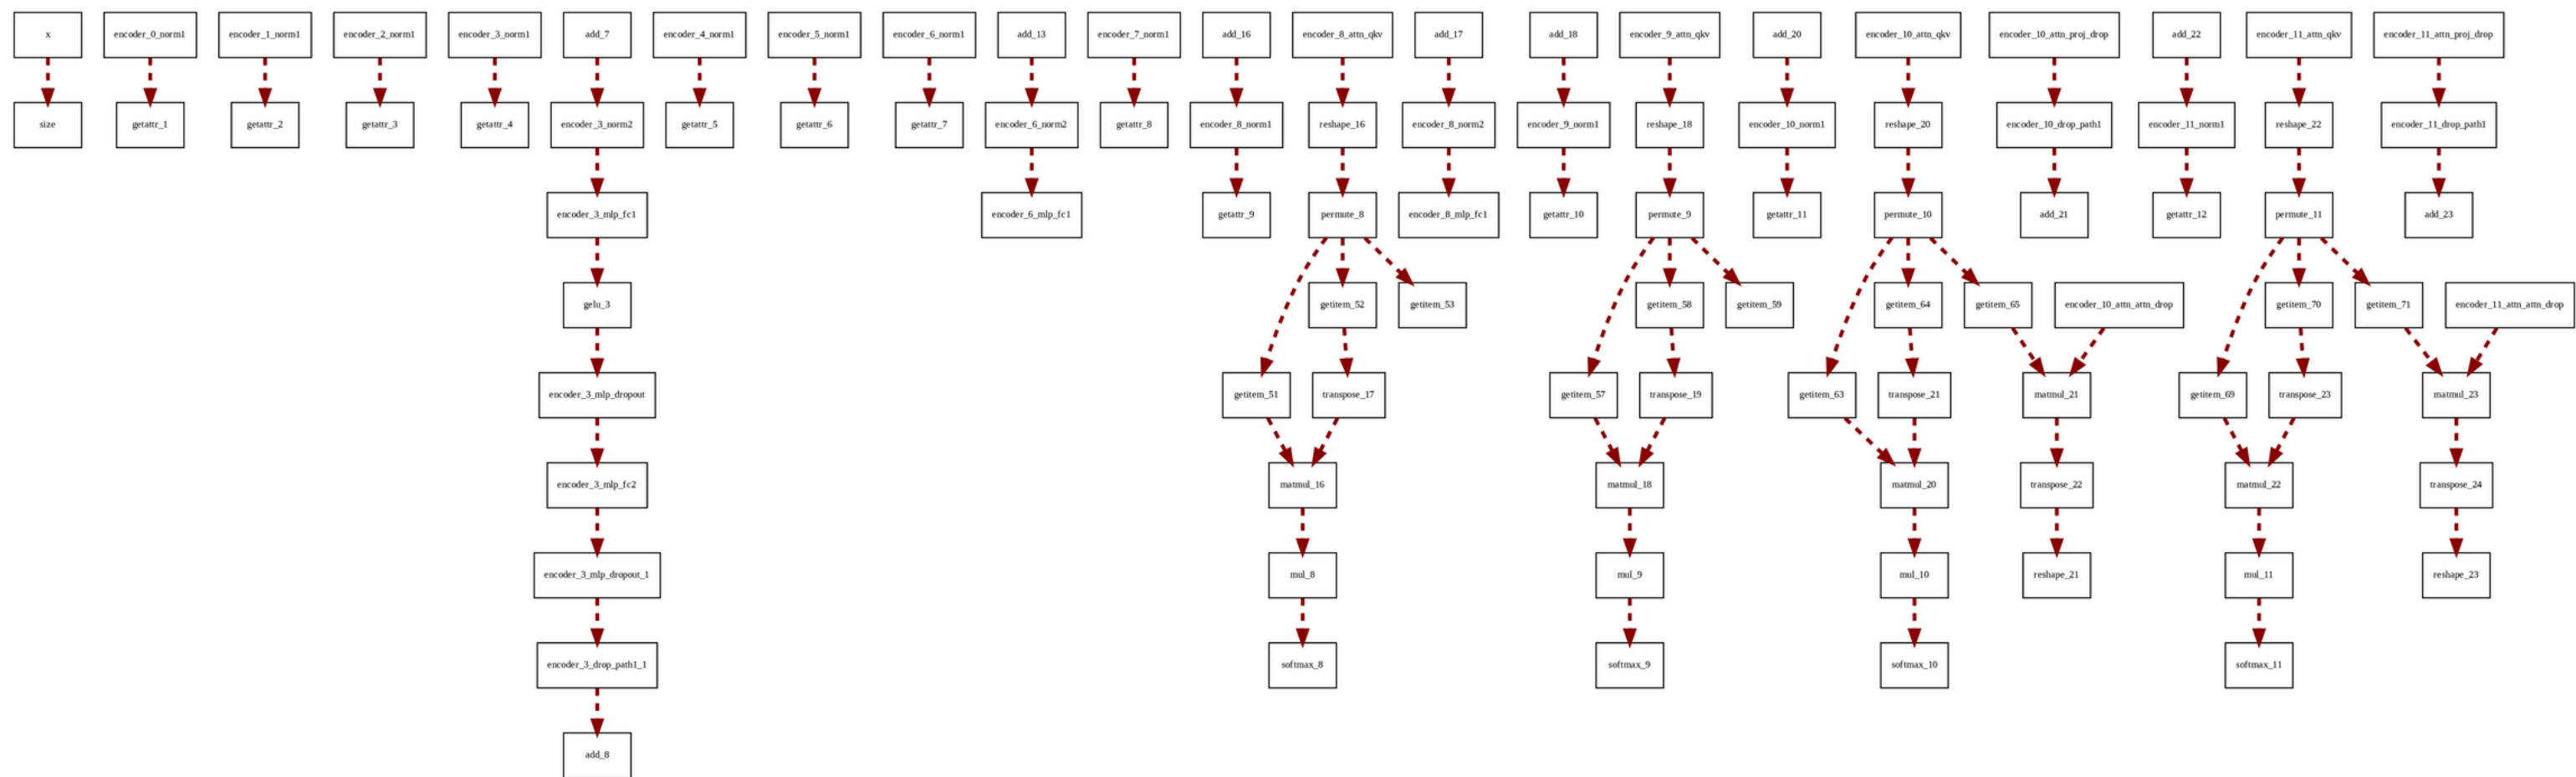 x
encoder_0_norm1
encoder_1_norm1
encoder_2_norm1
encoder_3_norm1
add_7
encoder_4_norm1
encoder_5_norm1
encoder_6_norm1
add_13
encoder_7_norm1
add_16
encoder_8_attn_qkv
add_17
add_18
encoder_9_attn_qkv
add_20
encoder_10_attn_qkv
encoder_10_attn_proj_drop
add_22
encoder_11_attn_qkv
encoder_11_attn_proj_drop
size
getattr_1
getattr_2
getattr_3
getattr_4
encoder_3_norm2
getattr_5
getattr_6
getattr_7
encoder_6_norm2
getattr_8
encoder_8_norm1
reshape_16
encoder_8_norm2
encoder_9_norm1
reshape_18
encoder_10_norm1
reshape_20
encoder_10_drop_path1
encoder_11_norm1
reshape_22
encoder_11_drop_path1
encoder_3_mlp_fc1
encoder_6_mlp_fc1
getattr_9
permute_8
encoder_8_mlp_fc1
getattr_10
permute_9
getattr_11
permute_10
add_21
getattr_12
permute_11
add_23
gelu_3
getitem_52
getitem_53
getitem_58
getitem_59
getitem_64
getitem_65
encoder_10_attn_attn_drop
getitem_70
getitem_71
encoder_11_attn_attn_drop
encoder_3_mlp_dropout
getitem_51
transpose_17
getitem_57
transpose_19
getitem_63
transpose_21
matmul_21
getitem_69
transpose_23
matmul_23
encoder_3_mlp_fc2
matmul_16
matmul_18
matmul_20
transpose_22
matmul_22
transpose_24
encoder_3_mlp_dropout_1
mul_8
mul_9
mul_10
reshape_21
mul_11
reshape_23
encoder_3_drop_path1_1
softmax_8
softmax_9
softmax_10
softmax_11
add_8